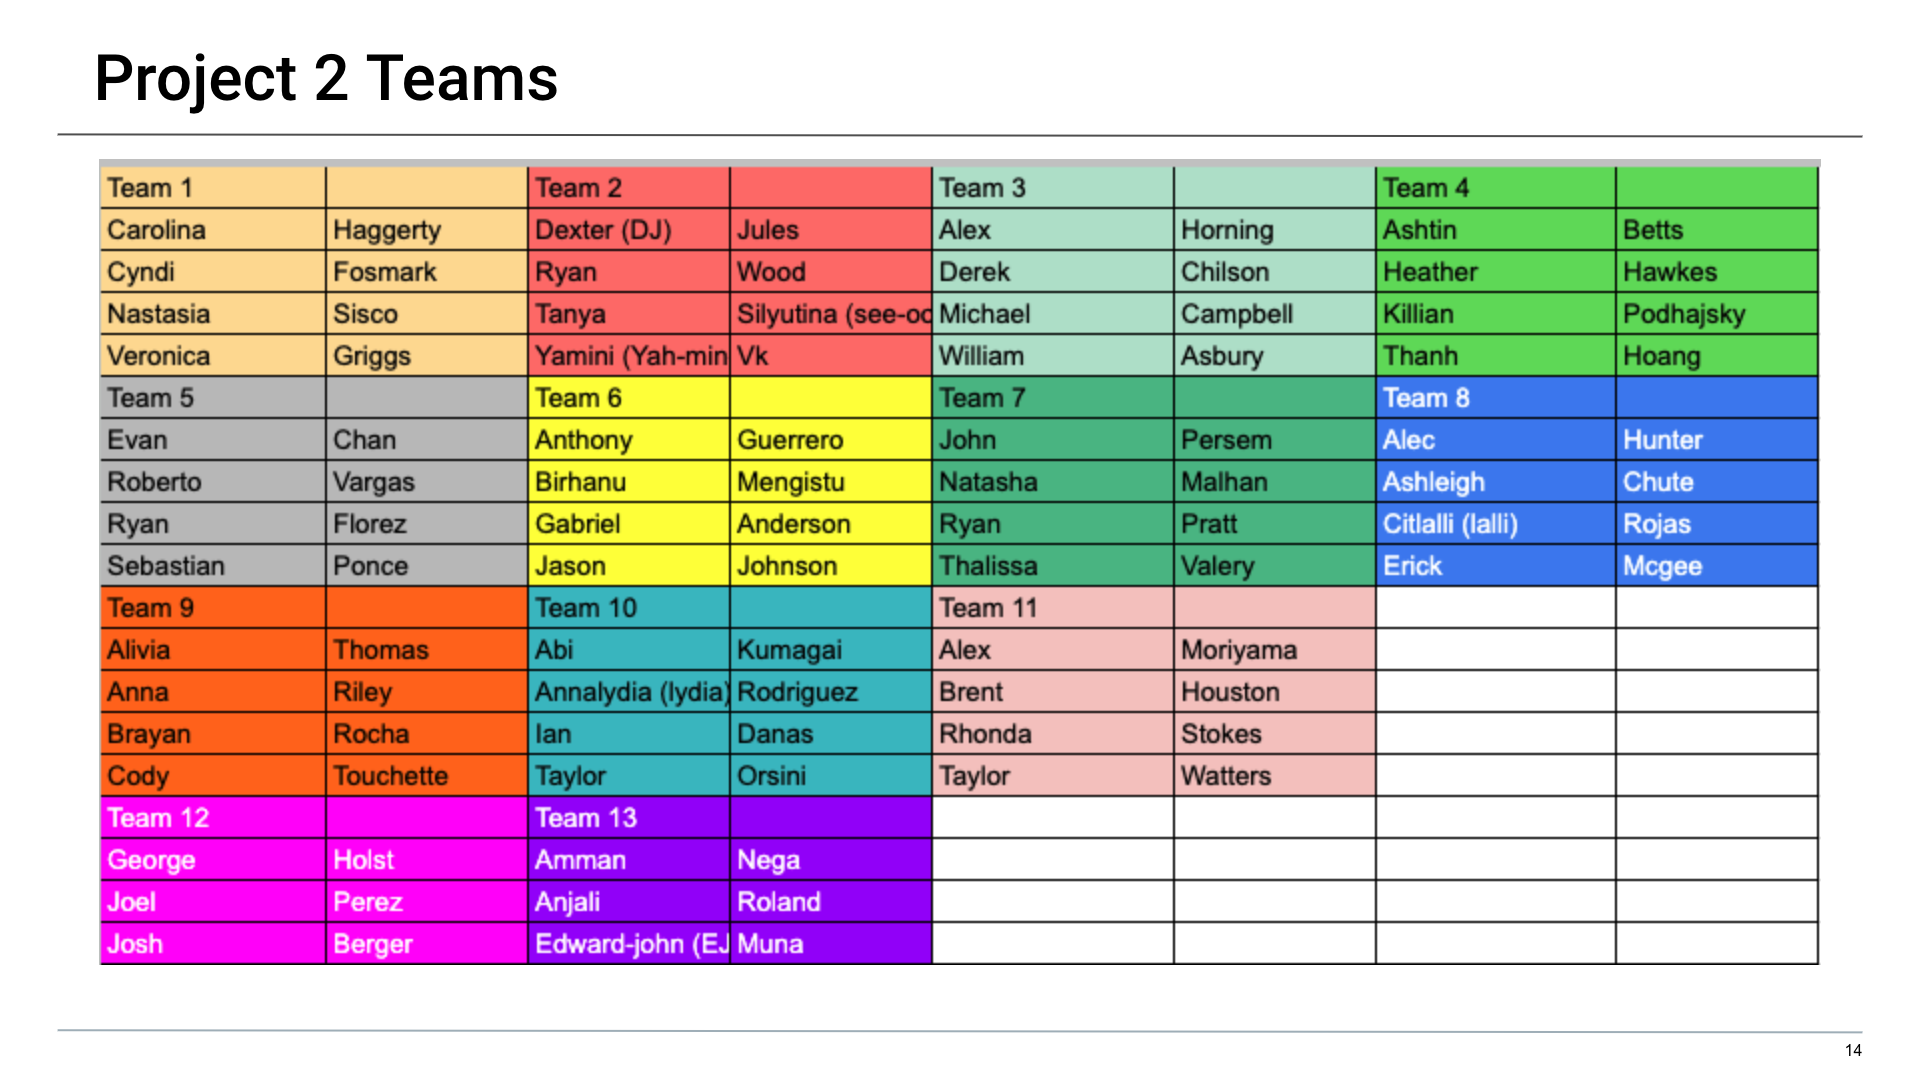 Project 2 Teams
Team 1 Team 2 Team 3 Team 4
Carolina Haggerty Dexter (DJ) Jules Alex Horning Ashtin Betts
Cyndi Fosmark Ryan Wood Derek Chilson Heather Hawkes
Nastasia Sisco Tanya Silyutina (see-oo Michael Campbell Killian Podhajsky
Veronica Griggs Yamini (Yah-min Vk William Asbury Thanh Hoang
Team 5 Team 6 Team 7 Team 8
Evan Chan Anthony Guerrero John Persem Alec Hunter
Roberto Vargas Birhanu Mengistu Natasha Malhan Ashleigh Chute
Ryan Florez Gabriel Anderson Ryan Pratt Citlalli (lalli) Rojas
Sebastian Ponce Jason Johnson Thalissa Valery Erick Mcgee
Team 9 Team 10 Team 11
Alivia Thomas Abi Kumagai Alex Moriyama
Anna Riley Annalydia (lydia) Rodriguez Brent Houston
Brayan Rocha Ian Danas Rhonda Stokes
Cody Touchette Taylor Orsini Taylor Watters
Team 12 Team 13
George Holst Amman Nega
Joel Perez Anjali Roland
Josh Berger Edward-john (EJ Muna
14